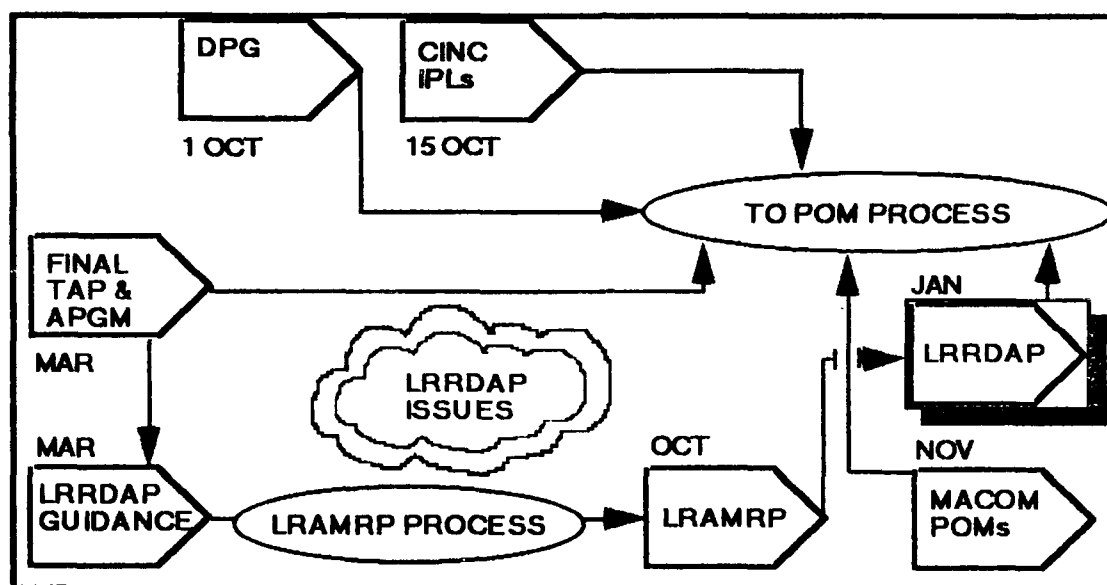 DPG
CINC
IPLs
1 OCT
15 OCT
TO POM PROCESS
FINAL
TAP &
APGM
MAR
JAN
LRRDAP
LRRDAP
ISSUES
MAR
OCT
NOV
LRRDAP
GUIDANCE
LRAMRP PROCESS
LRAMRP
MACOM
POMs